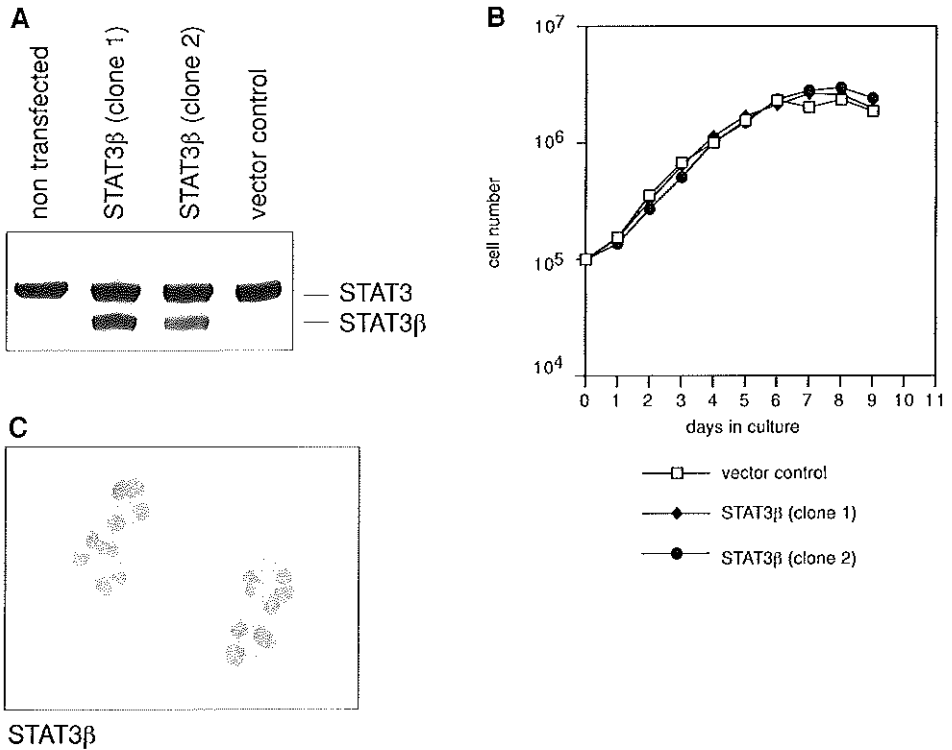 A
non transfected
STAT3β (clone 1)
STAT3β (clone 2)
vector control
STAT3
STAT3β
B
10⁷
10⁶
10⁵
10⁴
cell number
0 1 2 3 4 5 6 7 8 9 10 11
days in culture
vector control
STAT3β (clone 1)
STAT3β (clone 2)
C
STAT3β